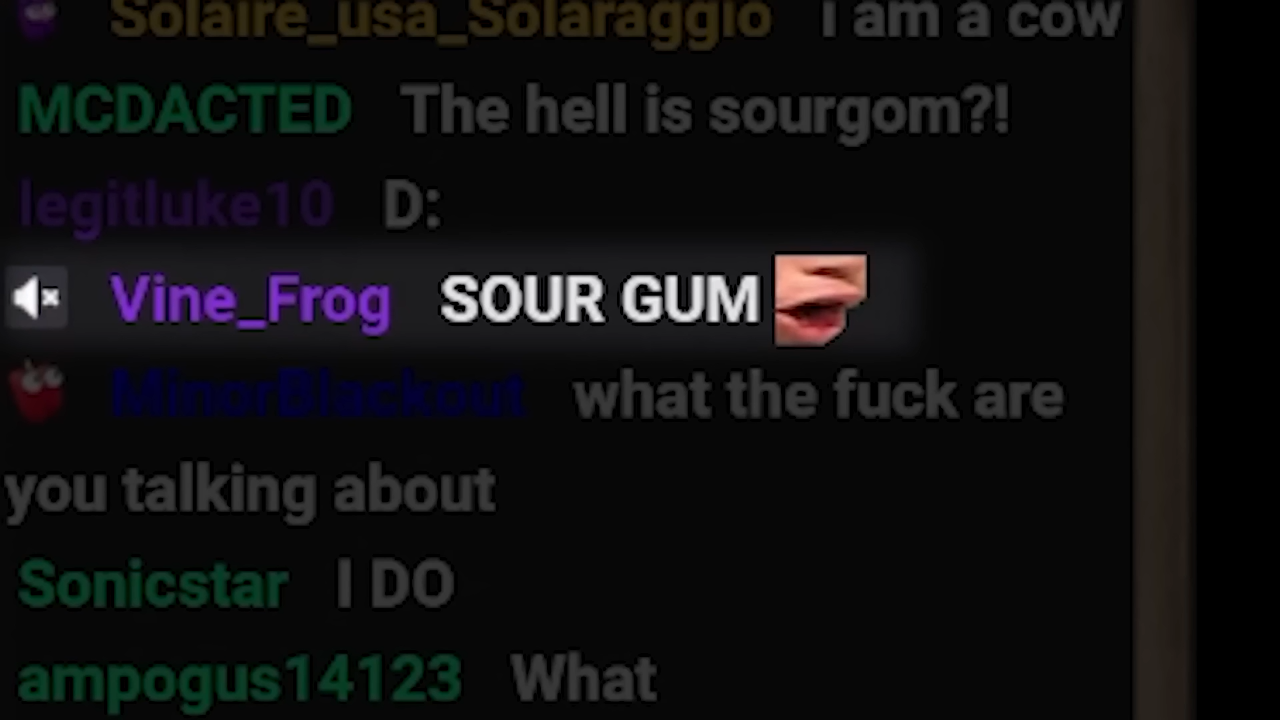 Solaire_usa_Solaraggio i am a cow
MCDACTED The hell is sourgom?!
legitluke10 D:
Vine_Frog SOUR GUM
MinorBlackout what the fuck are
you talking about
Sonicstar I DO
ampogus14123 What